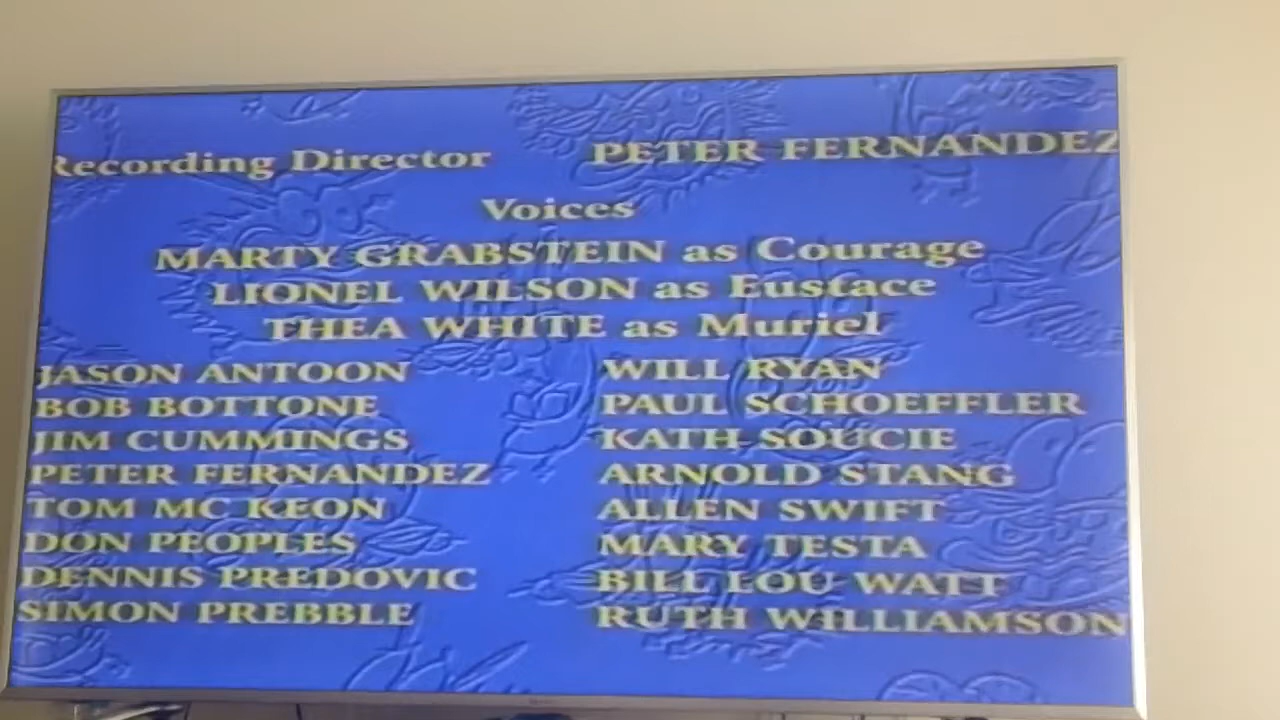 Recording Director PETER FERNANDEZ
Voices
MARTY GRABSTEIN as Courage
LIONEL WILSON as Eustace
THEA WHITE as Muriel
JASON ANTOON WILL RYAN
BOB BOTTONE PAUL SCHOEFFLER
JIM CUMMINGS KATH SOUCIE
PETER FERNANDEZ ARNOLD STANG
TOM MC KEON ALLEN SWIFT
DON PEOPLES MARY TESTA
DENNIS PREDOVIC BILL LOU WATT
SIMON PREBBLE RUTH WILLIAMSON